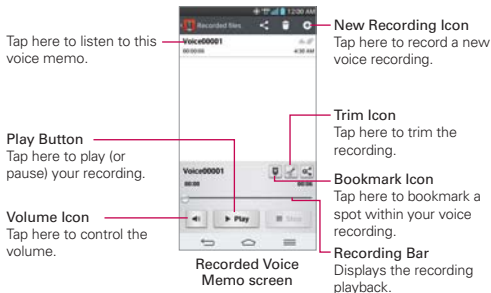 12:00 AM
Recorded files
New Recording Icon
Tap here to record a new
voice recording.
Tap here to listen to this
voice memo.
Voice00001
00:00:06
4:30 AM
Trim Icon
Tap here to trim the
recording.
Play Button
Tap here to play (or
pause) your recording.
Voice00001
00:00
00:06
Bookmark Icon
Tap here to bookmark a
spot within your voice
recording.
Volume Icon
Tap here to control the
volume.
Play
Stop
Recording Bar
Displays the recording
playback.
Recorded Voice
Memo screen